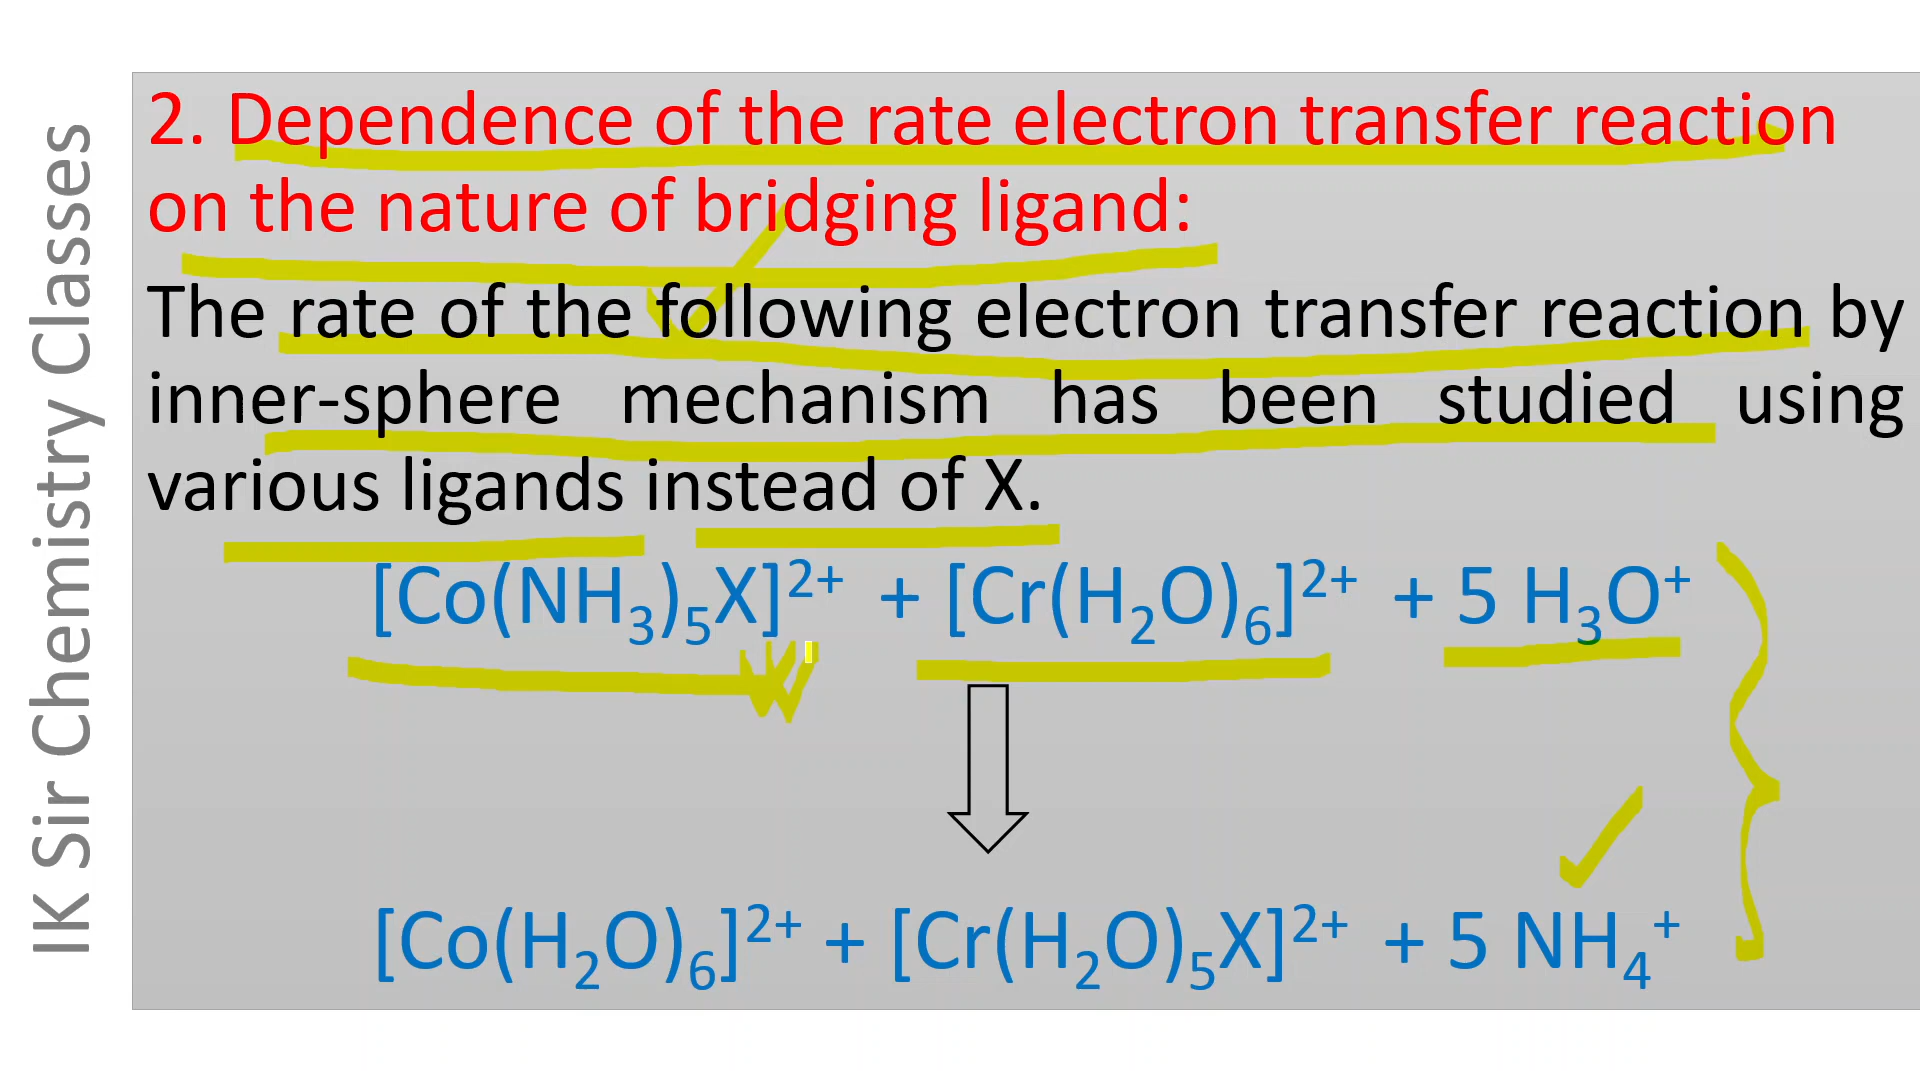 IK Sir Chemistry Classes
2. Dependence of the rate electron transfer reaction
on the nature of bridging ligand:
The rate of the following electron transfer reaction by
inner-sphere mechanism has been studied using
various ligands instead of X.
[Co(NH₃)₅X]²⁺ + [Cr(H₂O)₆]²⁺ + 5 H₃O⁺
[Co(H₂O)₆]²⁺ + [Cr(H₂O)₅X]²⁺ + 5 NH₄⁺